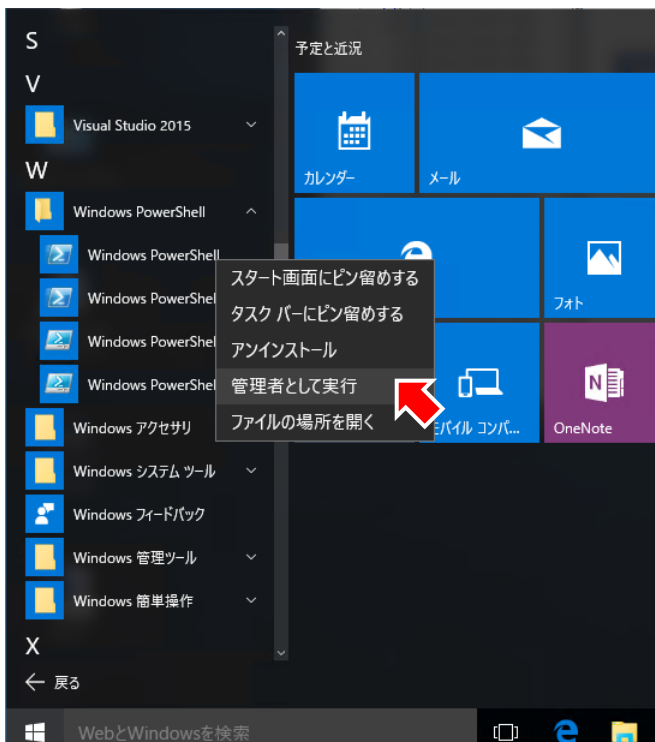 S
予定と近況
V
Visual Studio 2015
カレンダー
メール
W
Windows PowerShell
Windows PowerShell
スタート画面にピン留めする
Windows PowerShel
タスク バーにピン留めする
フォト
Windows PowerShel
アンインストール
Windows PowerShel
管理者として実行
Windows アクセサリ
ファイルの場所を開く
モバイル コンパ...
OneNote
Windows システム ツール
Windows フィードバック
Windows 管理ツール
Windows 簡単操作
X
戻る
WebとWindowsを検索